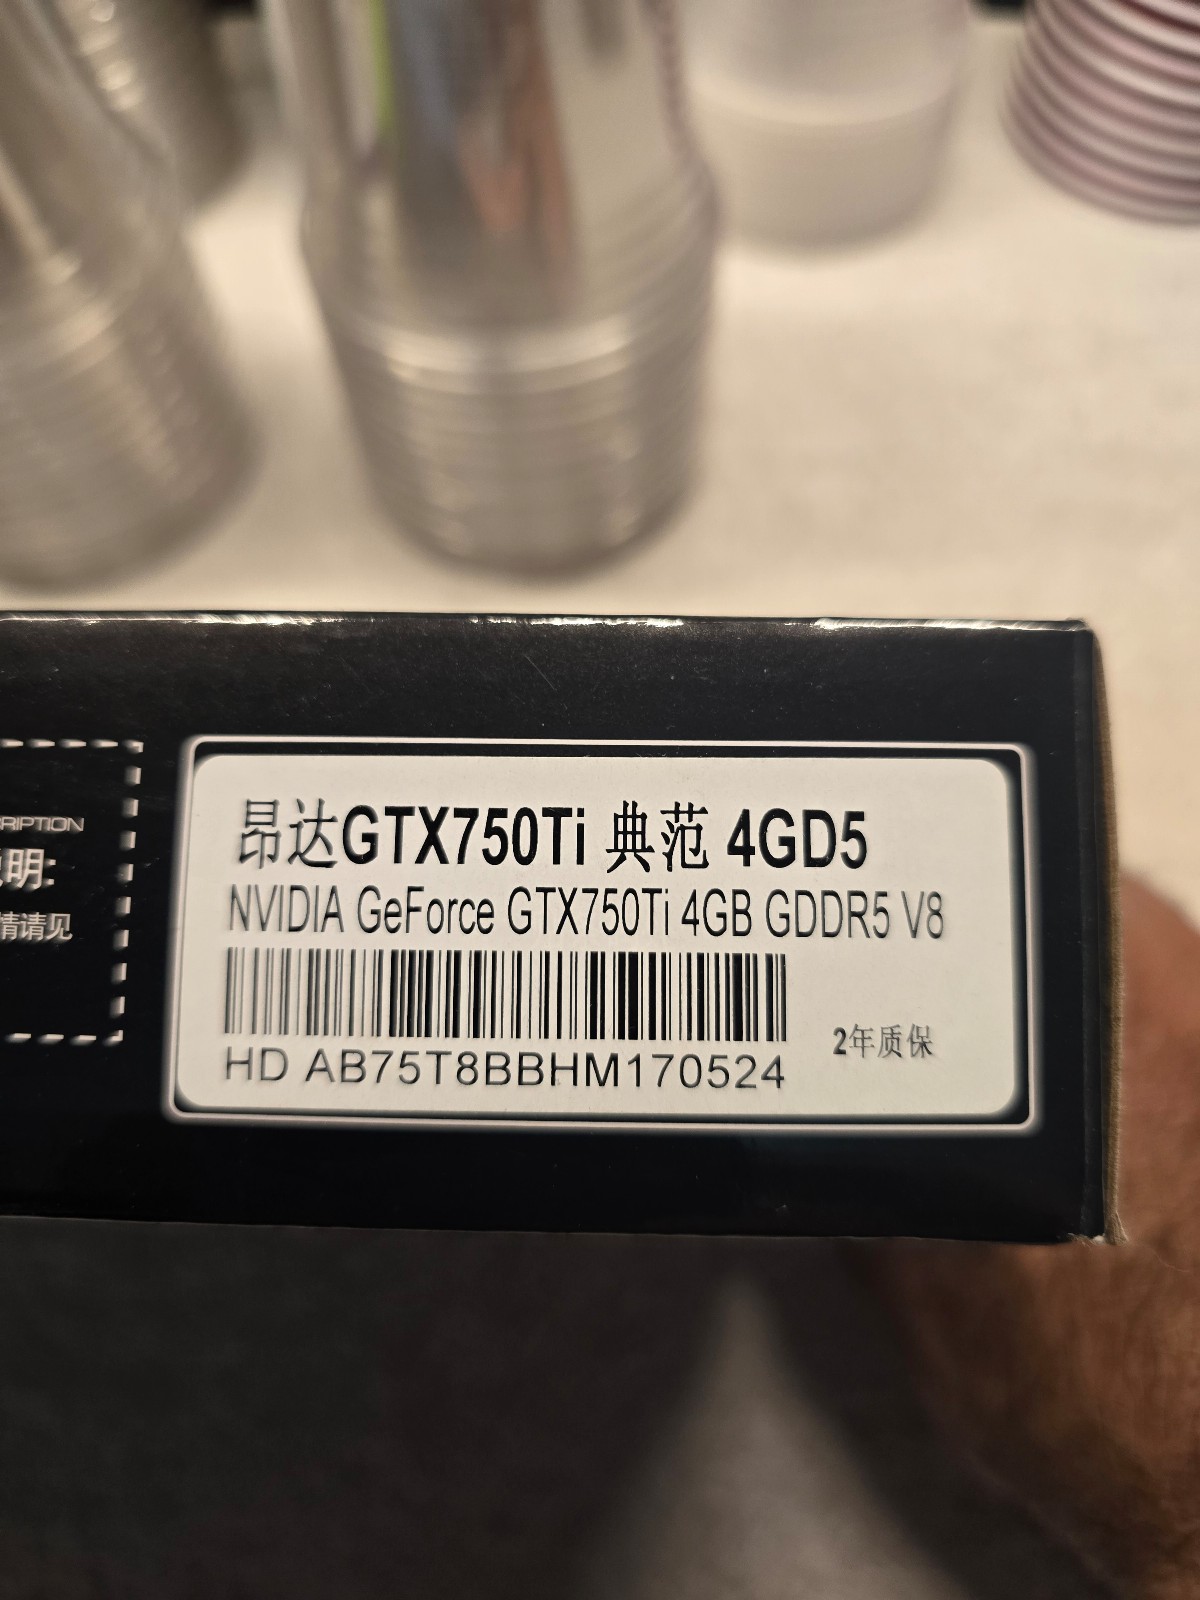 昂达GTX750Ti 典范 4GD5
NVIDIA GeForce GTX750Ti 4GB GDDR5 V8
HD AB75T8BBHM170524
2年质保
明:
情请见